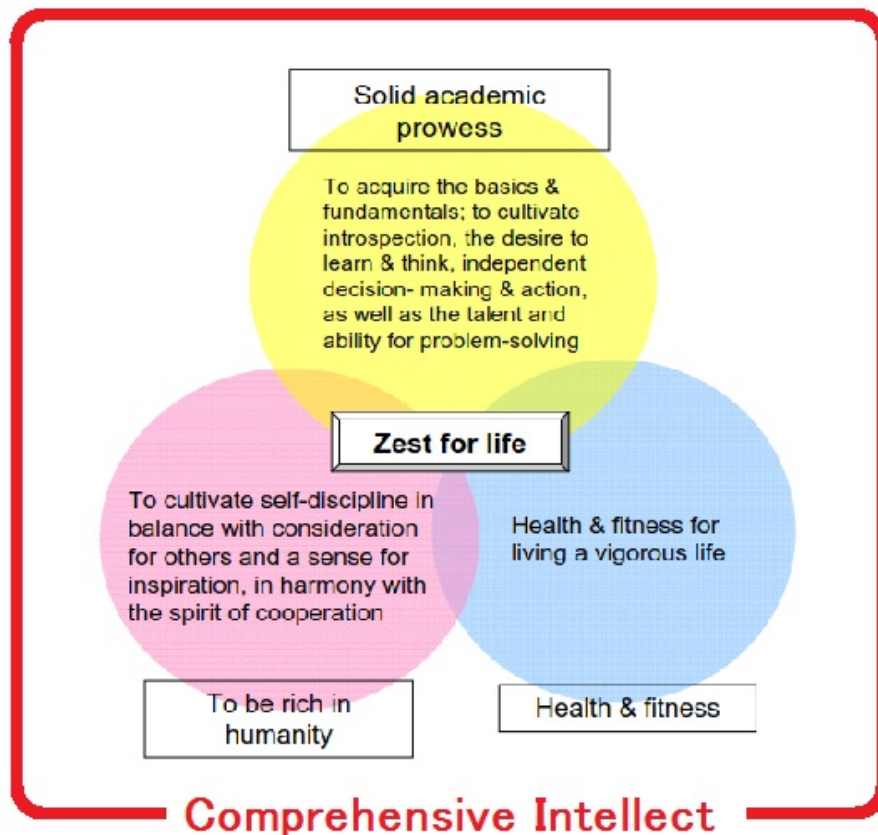 Solid academic
prowess
To acquire the basics &
fundamentals; to cultivate
introspection, the desire to
learn & think, independent
decision- making & action,
as well as the talent and
ability for problem-solving
Zest for life
To cultivate self-discipline in
balance with consideration
for others and a sense for
inspiration, in harmony with
the spirit of cooperation
Health & fitness for
living a vigorous life
To be rich in
humanity
Health & fitness
Comprehensive Intellect